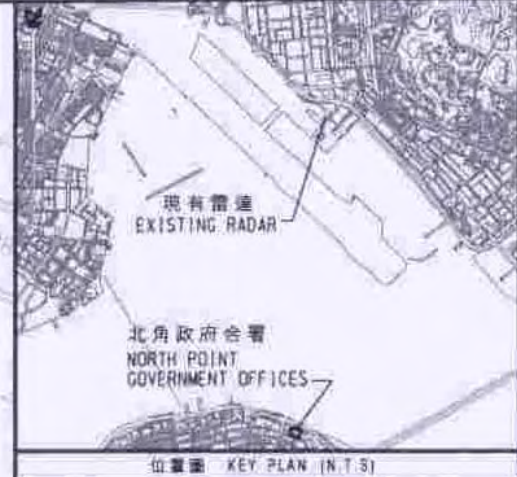 現有雷達
EXISTING RADAR
北角政府合署
NORTH POINT
GOVERNMENT OFFICES
位置圖 KEY PLAN (N.T.S)